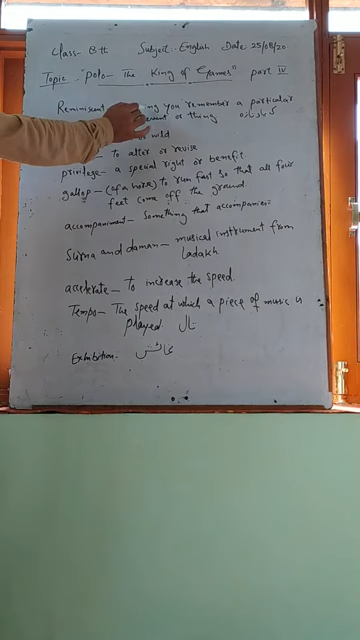 Class- 8th Subject:- English Date 25/08/20
Topic:- "Polo- The King of Games" part IV
Reminiscent you remember a particular
or thing
or wild
- to alter or revise
privilege- a special right or benefit
gallop- (of a horse) to run fast so that all four
feet come off the ground.
accompaniment- something that accompanies
Surna and daman- musical instrument from
Ladakh
accelerate- To increase the speed.
Tempo- The speed at which a piece of music is
played تال
Exhibition- نمائش